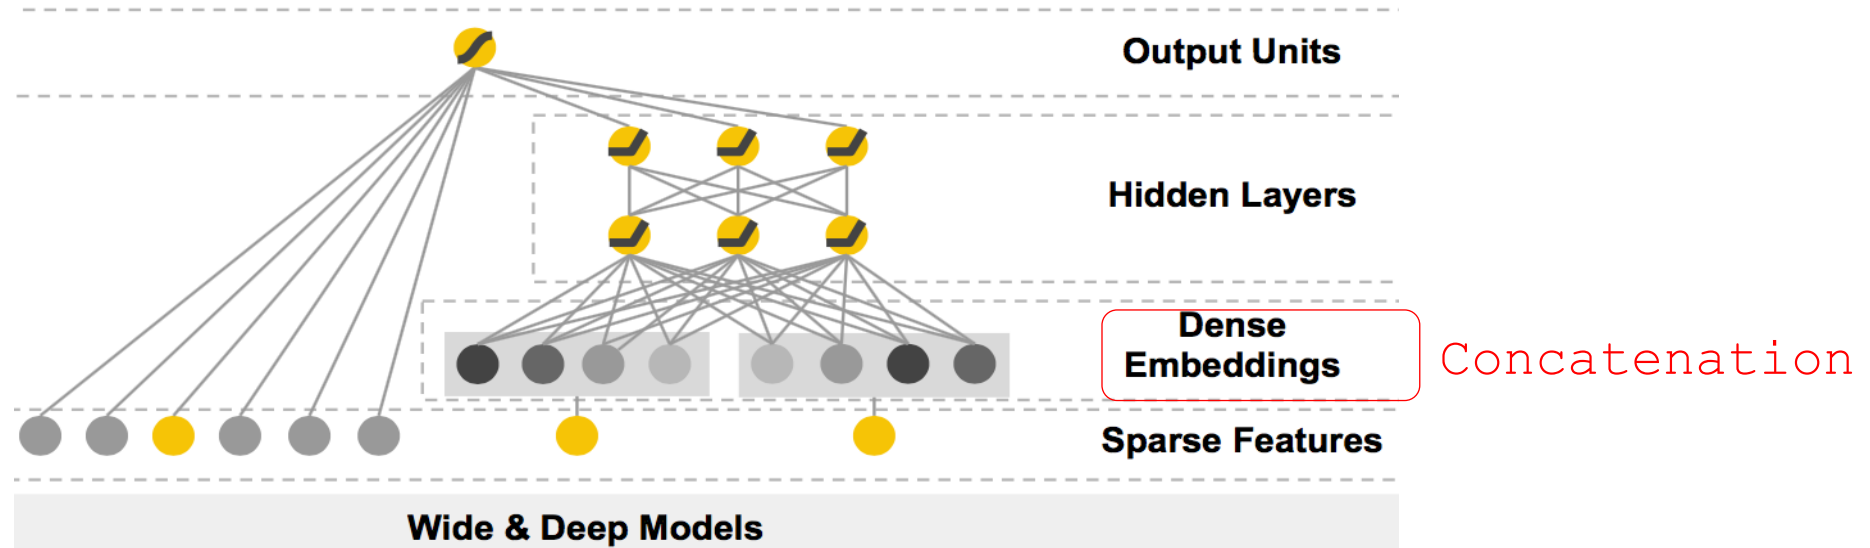 Output Units
Hidden Layers
Dense
Embeddings
Concatenation
Sparse Features
Wide & Deep Models